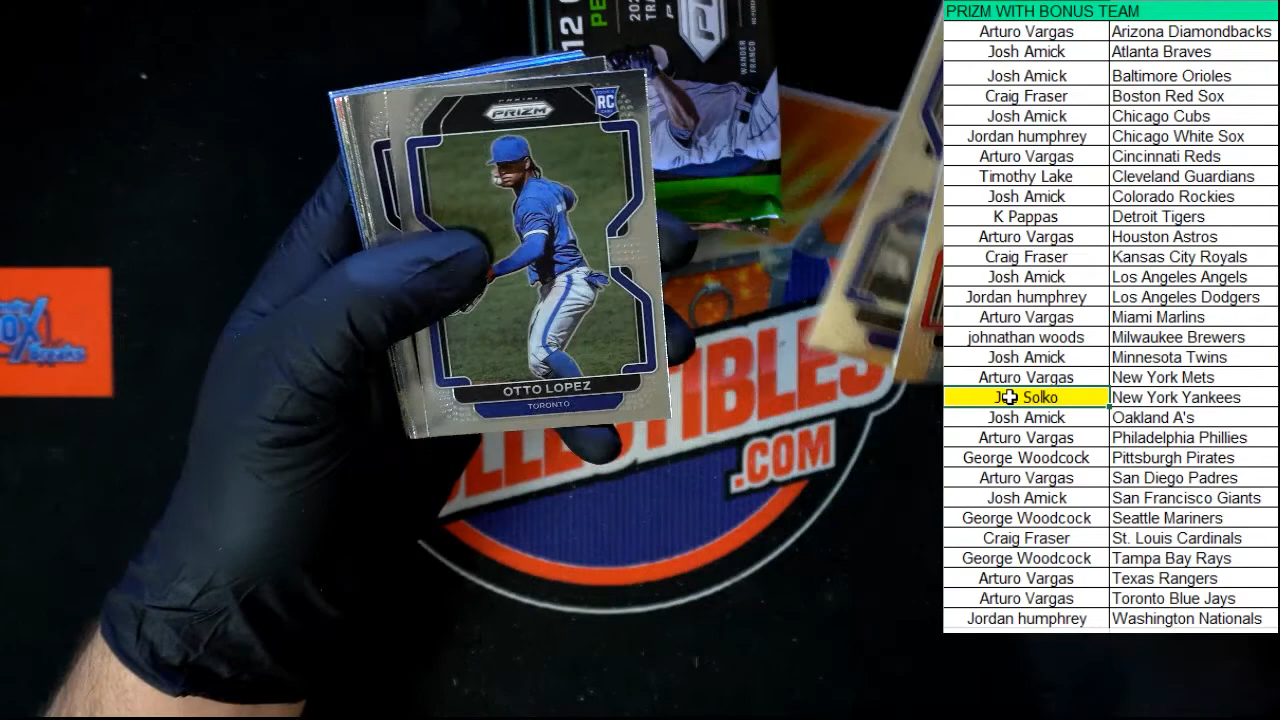 PRIZM WITH BONUS TEAM
Arturo Vargas Arizona Diamondbacks
Josh Amick Atlanta Braves
Josh Amick Baltimore Orioles
Craig Fraser Boston Red Sox
Josh Amick Chicago Cubs
Jordan humphrey Chicago White Sox
Arturo Vargas Cincinnati Reds
Timothy Lake Cleveland Guardians
Josh Amick Colorado Rockies
K Pappas Detroit Tigers
Arturo Vargas Houston Astros
Craig Fraser Kansas City Royals
Josh Amick Los Angeles Angels
Jordan humphrey Los Angeles Dodgers
Arturo Vargas Miami Marlins
johnathan woods Milwaukee Brewers
Josh Amick Minnesota Twins
Arturo Vargas New York Mets
Solko New York Yankees
Josh Amick Oakland A's
Arturo Vargas Philadelphia Phillies
George Woodcock Pittsburgh Pirates
Arturo Vargas San Diego Padres
Josh Amick San Francisco Giants
George Woodcock Seattle Mariners
Craig Fraser St. Louis Cardinals
George Woodcock Tampa Bay Rays
Arturo Vargas Texas Rangers
Arturo Vargas Toronto Blue Jays
Jordan humphrey Washington Nationals
PRIZM
RC
OTTO LOPEZ
TORONTO
12
WANDER
FRANCO
.COM
Breaks